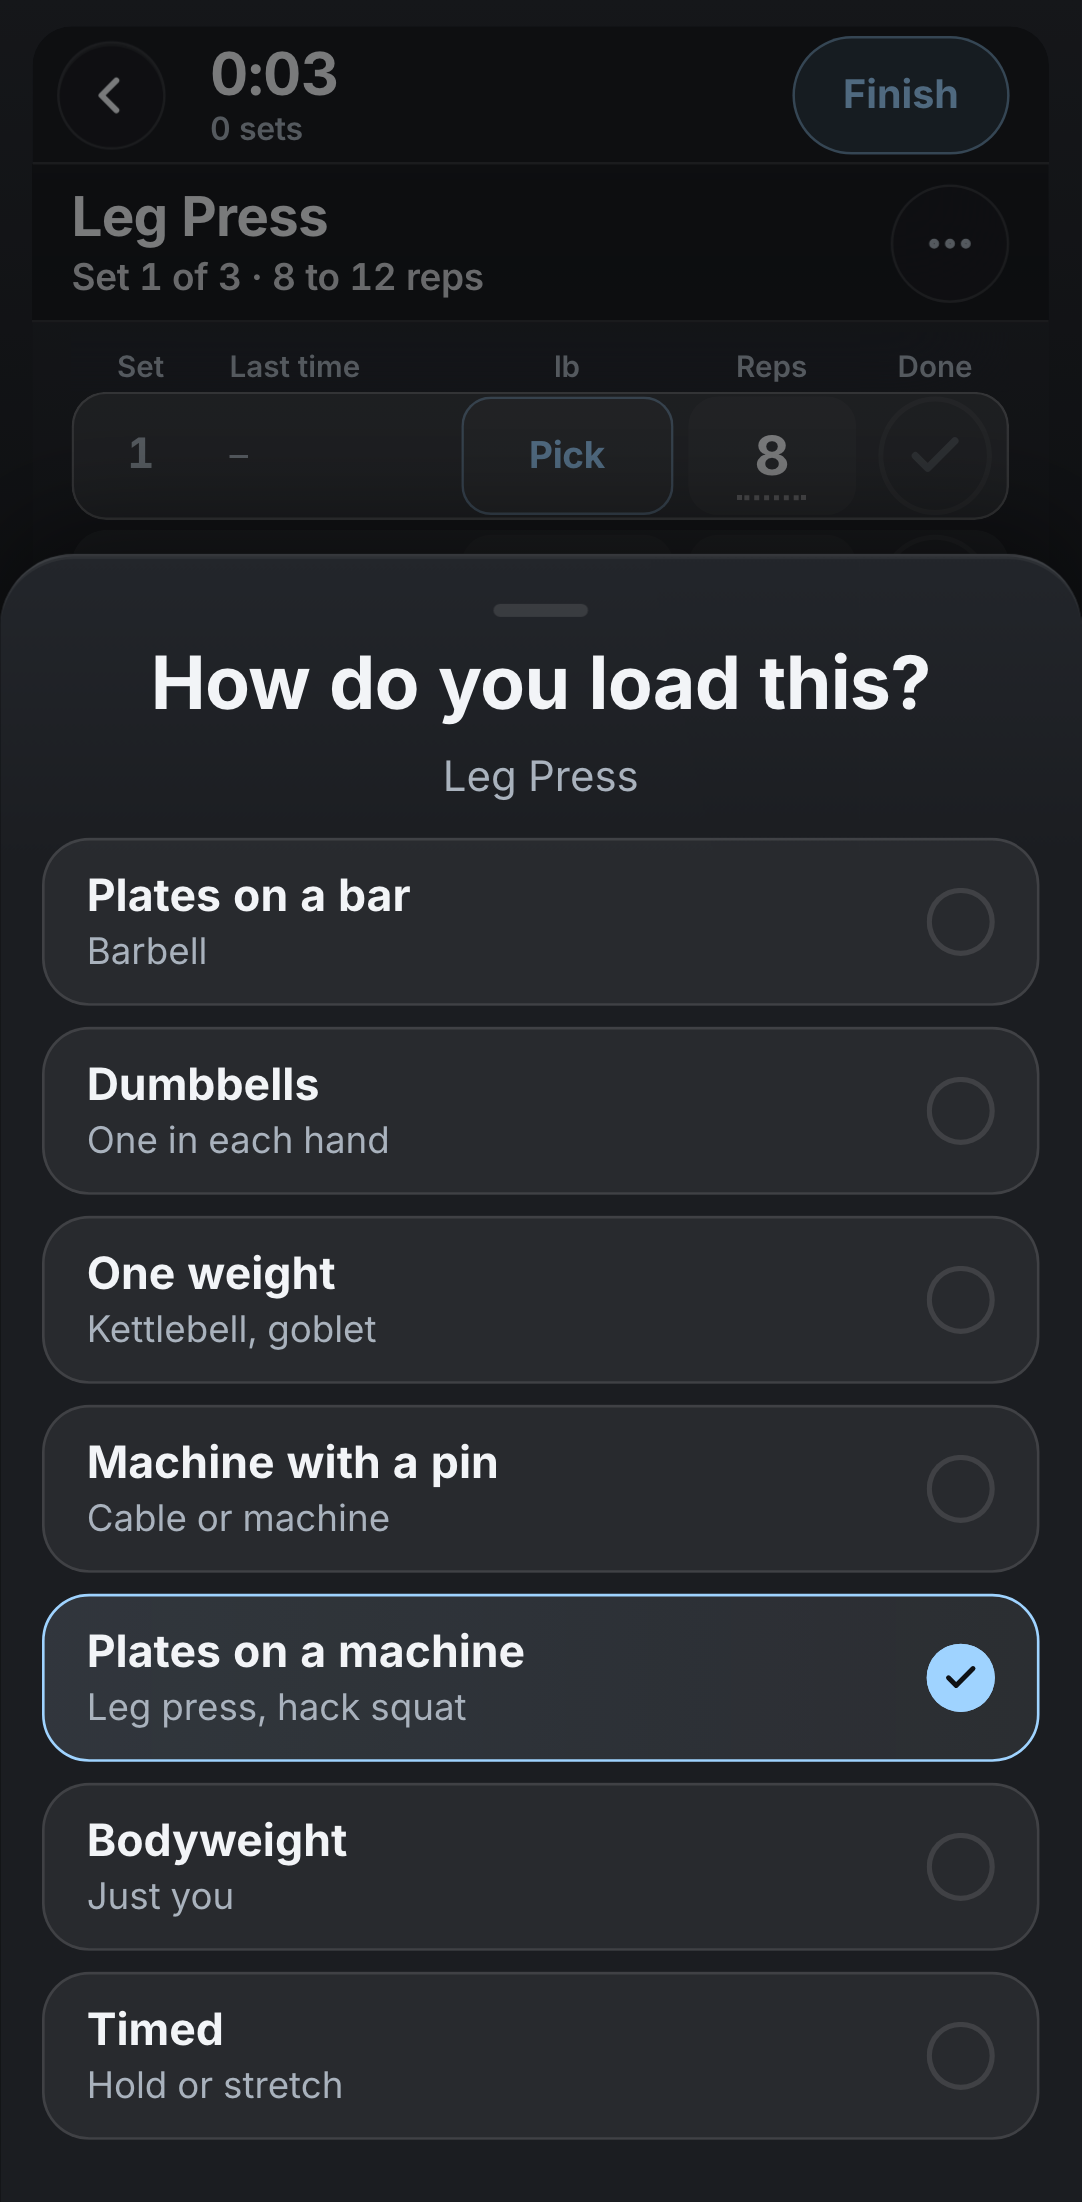 0:03
0 sets
Finish
Leg Press
Set 1 of 3 · 8 to 12 reps
Set Last time lb Reps Done
1 – Pick 8
How do you load this?
Leg Press
Plates on a bar
Barbell
Dumbbells
One in each hand
One weight
Kettlebell, goblet
Machine with a pin
Cable or machine
Plates on a machine
Leg press, hack squat
Bodyweight
Just you
Timed
Hold or stretch